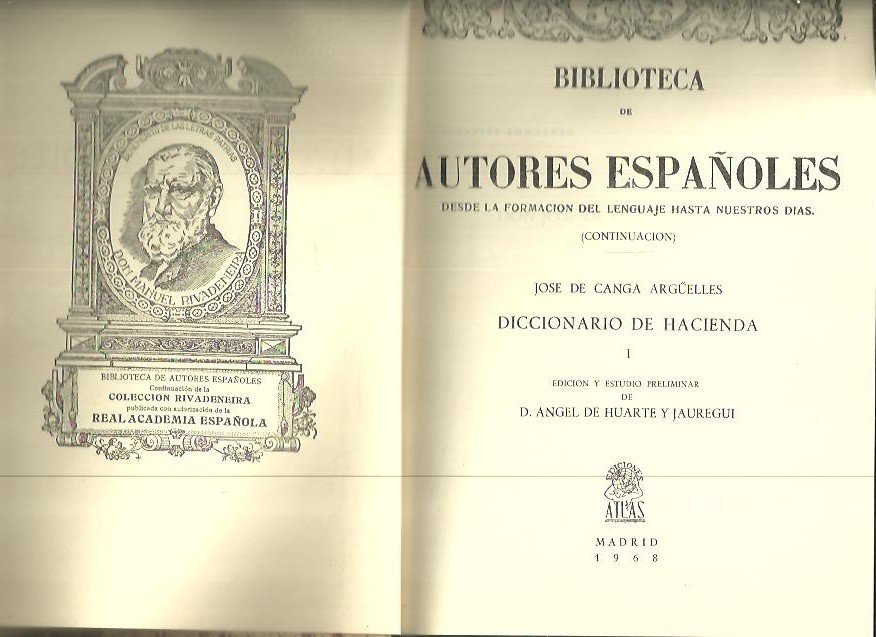 BENEMERITO DE LAS LETRAS PATRIAS
DON MANUEL RIVADENEIRA
BIBLIOTECA DE AUTORES ESPAÑOLES
Continuación de la
COLECCION RIVADENEIRA
publicada con autorización de la
REAL ACADEMIA ESPAÑOLA
BIBLIOTECA
DE
AUTORES ESPAÑOLES
DESDE LA FORMACION DEL LENGUAJE HASTA NUESTROS DIAS.
(CONTINUACION)
JOSE DE CANGA ARGÜELLES
DICCIONARIO DE HACIENDA
I
EDICION Y ESTUDIO PRELIMINAR
DE
D. ANGEL DE HUARTE Y JAUREGUI
EDICIONES
ATLAS
MADRID
1968